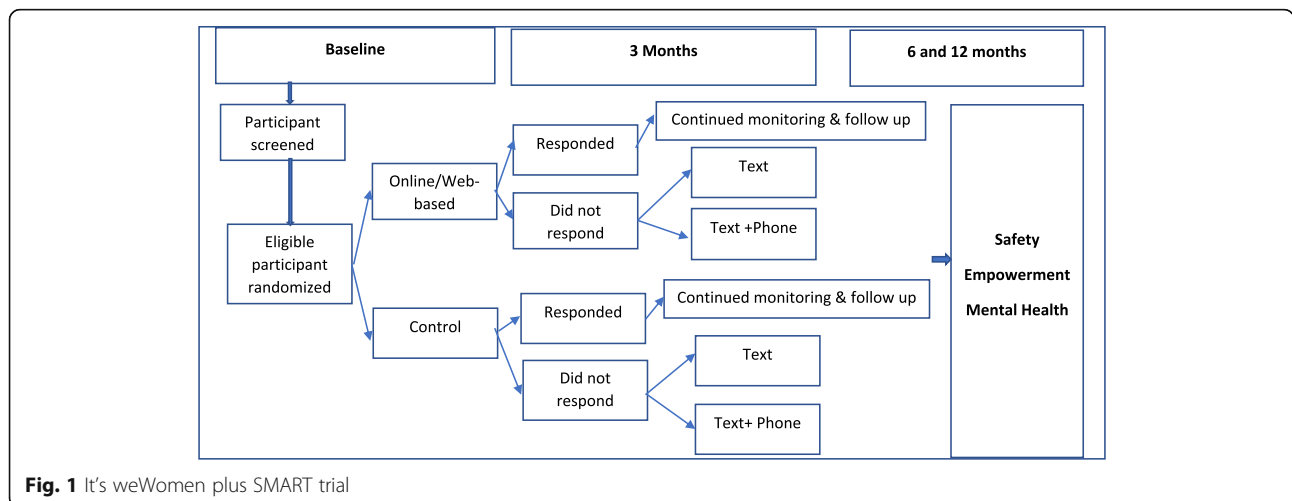 Baseline
3 Months
6 and 12 months
Participant
screened
Eligible
participant
randomized
Online/Web-
based
Control
Responded
Did not
respond
Continued monitoring & follow up
Text
Text +Phone
Responded
Did not
respond
Continued monitoring & follow up
Text
Text+ Phone
Safety
Empowerment
Mental Health
Fig. 1 It's weWomen plus SMART trial